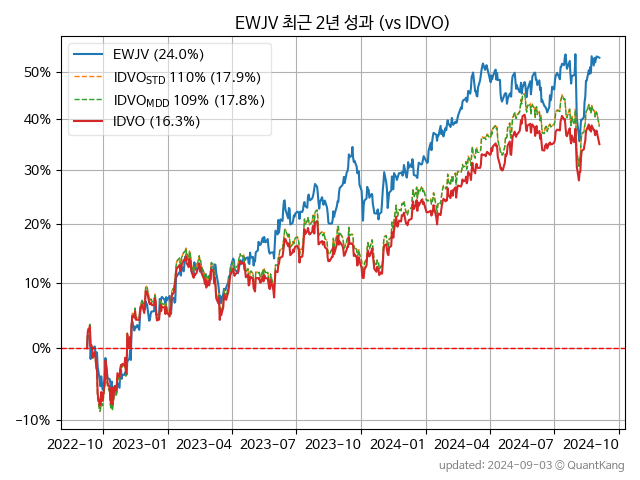 EWJV 최근 2년 성과 (vs IDVO)
EWJV (24.0%)
IDVO_STD 110% (17.9%)
IDVO_MDD 109% (17.8%)
IDVO (16.3%)
50%
40%
30%
20%
10%
0%
−10%
2022-10 2023-01 2023-04 2023-07 2023-10 2024-01 2024-04 2024-07 2024-10
updated: 2024-09-03 © QuantKang